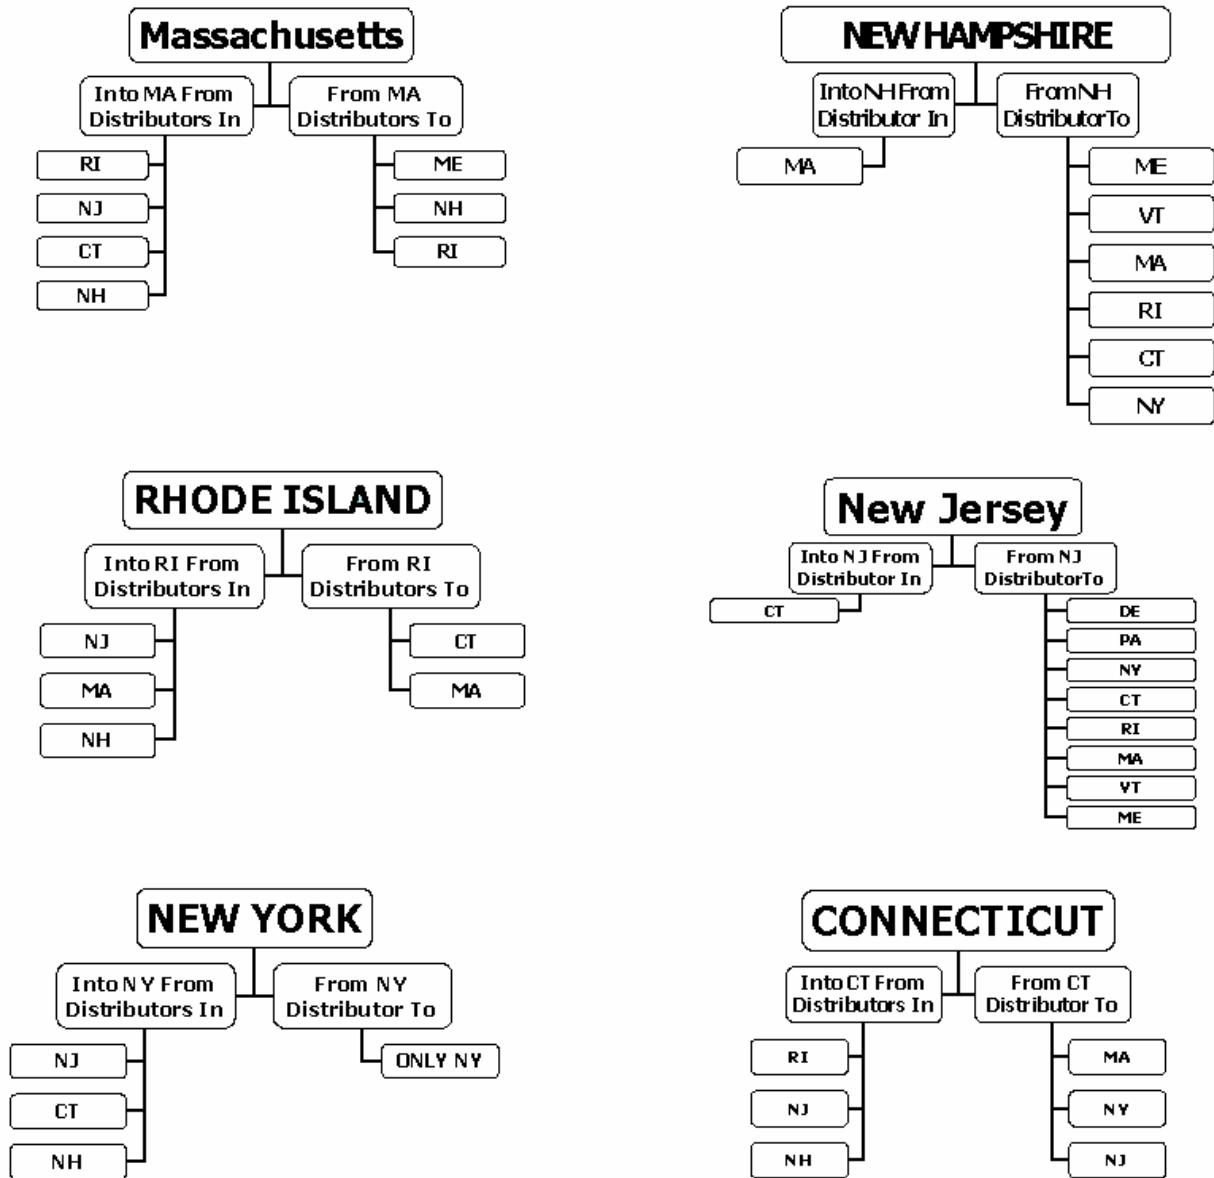 Massachusetts
Into MA From
Distributors In
From MA
Distributors To
RI
NJ
CT
NH
ME
NH
RI
NEW HAMPSHIRE
Into NH From
Distributor In
From NH
Distributor To
MA
ME
VT
MA
RI
CT
NY
RHODE ISLAND
Into RI From
Distributors In
From RI
Distributors To
NJ
MA
NH
CT
MA
New Jersey
Into NJ From
Distributor In
From NJ
Distributor To
CT
DE
PA
NY
CT
RI
MA
VT
ME
NEW YORK
Into NY From
Distributors In
From NY
Distributor To
NJ
CT
NH
ONLY NY
CONNECTICUT
Into CT From
Distributors In
From CT
Distributor To
RI
NJ
NH
MA
NY
NJ